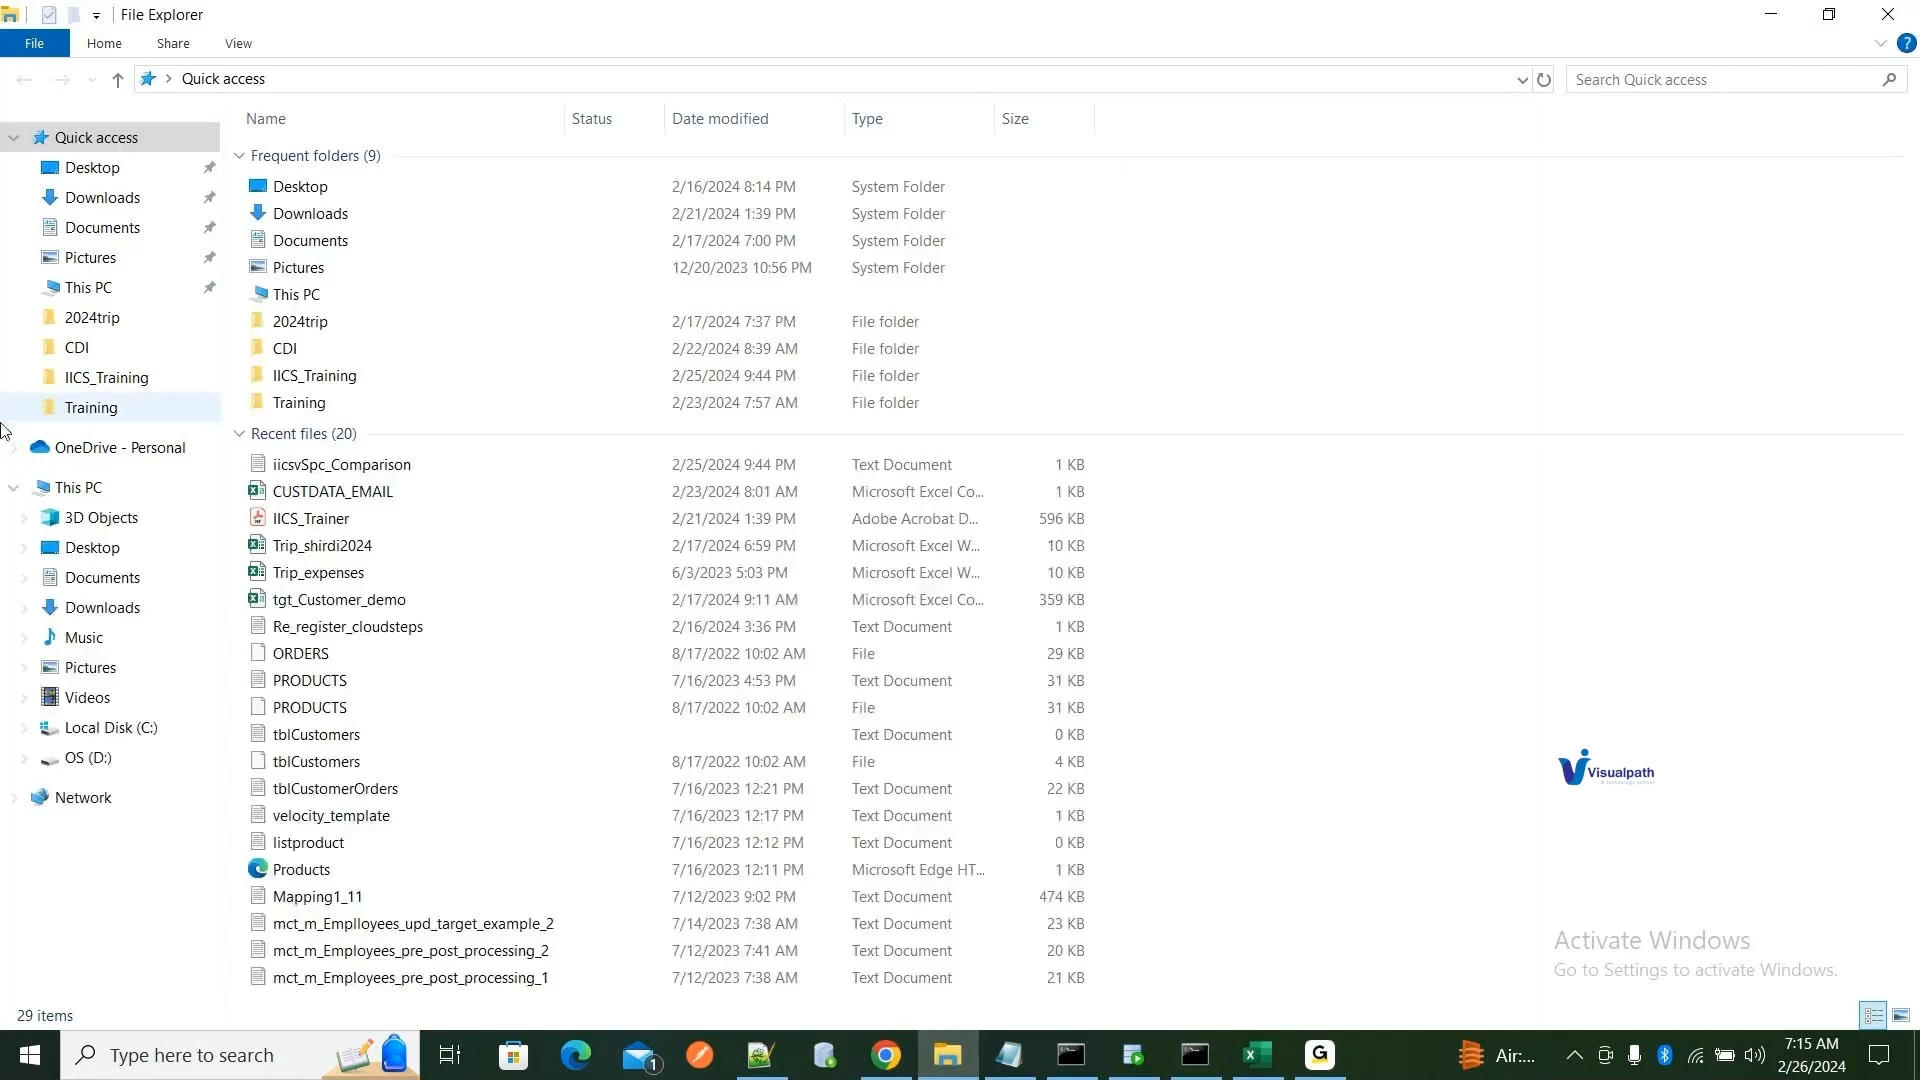 File Explorer
File Home Share View
Quick access
Search Quick access
Name Status Date modified Type Size
Quick access
Desktop
Downloads
Documents
Pictures
This PC
2024trip
CDI
IICS_Training
Training
OneDrive - Personal
This PC
3D Objects
Desktop
Documents
Downloads
Music
Pictures
Videos
Local Disk (C:)
OS (D:)
Network
Frequent folders (9)
Desktop 2/16/2024 8:14 PM System Folder
Downloads 2/21/2024 1:39 PM System Folder
Documents 2/17/2024 7:00 PM System Folder
Pictures 12/20/2023 10:56 PM System Folder
This PC
2024trip 2/17/2024 7:37 PM File folder
CDI 2/22/2024 8:39 AM File folder
IICS_Training 2/25/2024 9:44 PM File folder
Training 2/23/2024 7:57 AM File folder
Recent files (20)
iicsvSpc_Comparison 2/25/2024 9:44 PM Text Document 1 KB
CUSTDATA_EMAIL 2/23/2024 8:01 AM Microsoft Excel Co... 1 KB
IICS_Trainer 2/21/2024 1:39 PM Adobe Acrobat D... 596 KB
Trip_shirdi2024 2/17/2024 6:59 PM Microsoft Excel W... 10 KB
Trip_expenses 6/3/2023 5:03 PM Microsoft Excel W... 10 KB
tgt_Customer_demo 2/17/2024 9:11 AM Microsoft Excel Co... 359 KB
Re_register_cloudsteps 2/16/2024 3:36 PM Text Document 1 KB
ORDERS 8/17/2022 10:02 AM File 29 KB
PRODUCTS 7/16/2023 4:53 PM Text Document 31 KB
PRODUCTS 8/17/2022 10:02 AM File 31 KB
tblCustomers Text Document 0 KB
tblCustomers 8/17/2022 10:02 AM File 4 KB
tblCustomerOrders 7/16/2023 12:21 PM Text Document 22 KB
velocity_template 7/16/2023 12:17 PM Text Document 1 KB
listproduct 7/16/2023 12:12 PM Text Document 0 KB
Products 7/16/2023 12:11 PM Microsoft Edge HT... 1 KB
Mapping1_11 7/12/2023 9:02 PM Text Document 474 KB
mct_m_Emplloyees_upd_target_example_2 7/14/2023 7:38 AM Text Document 23 KB
mct_m_Employees_pre_post_processing_2 7/12/2023 7:41 AM Text Document 20 KB
mct_m_Employees_pre_post_processing_1 7/12/2023 7:38 AM Text Document 21 KB
Visualpath
Activate Windows
Go to Settings to activate Windows.
29 items
Type here to search
1
G
Air:...
7:15 AM
2/26/2024